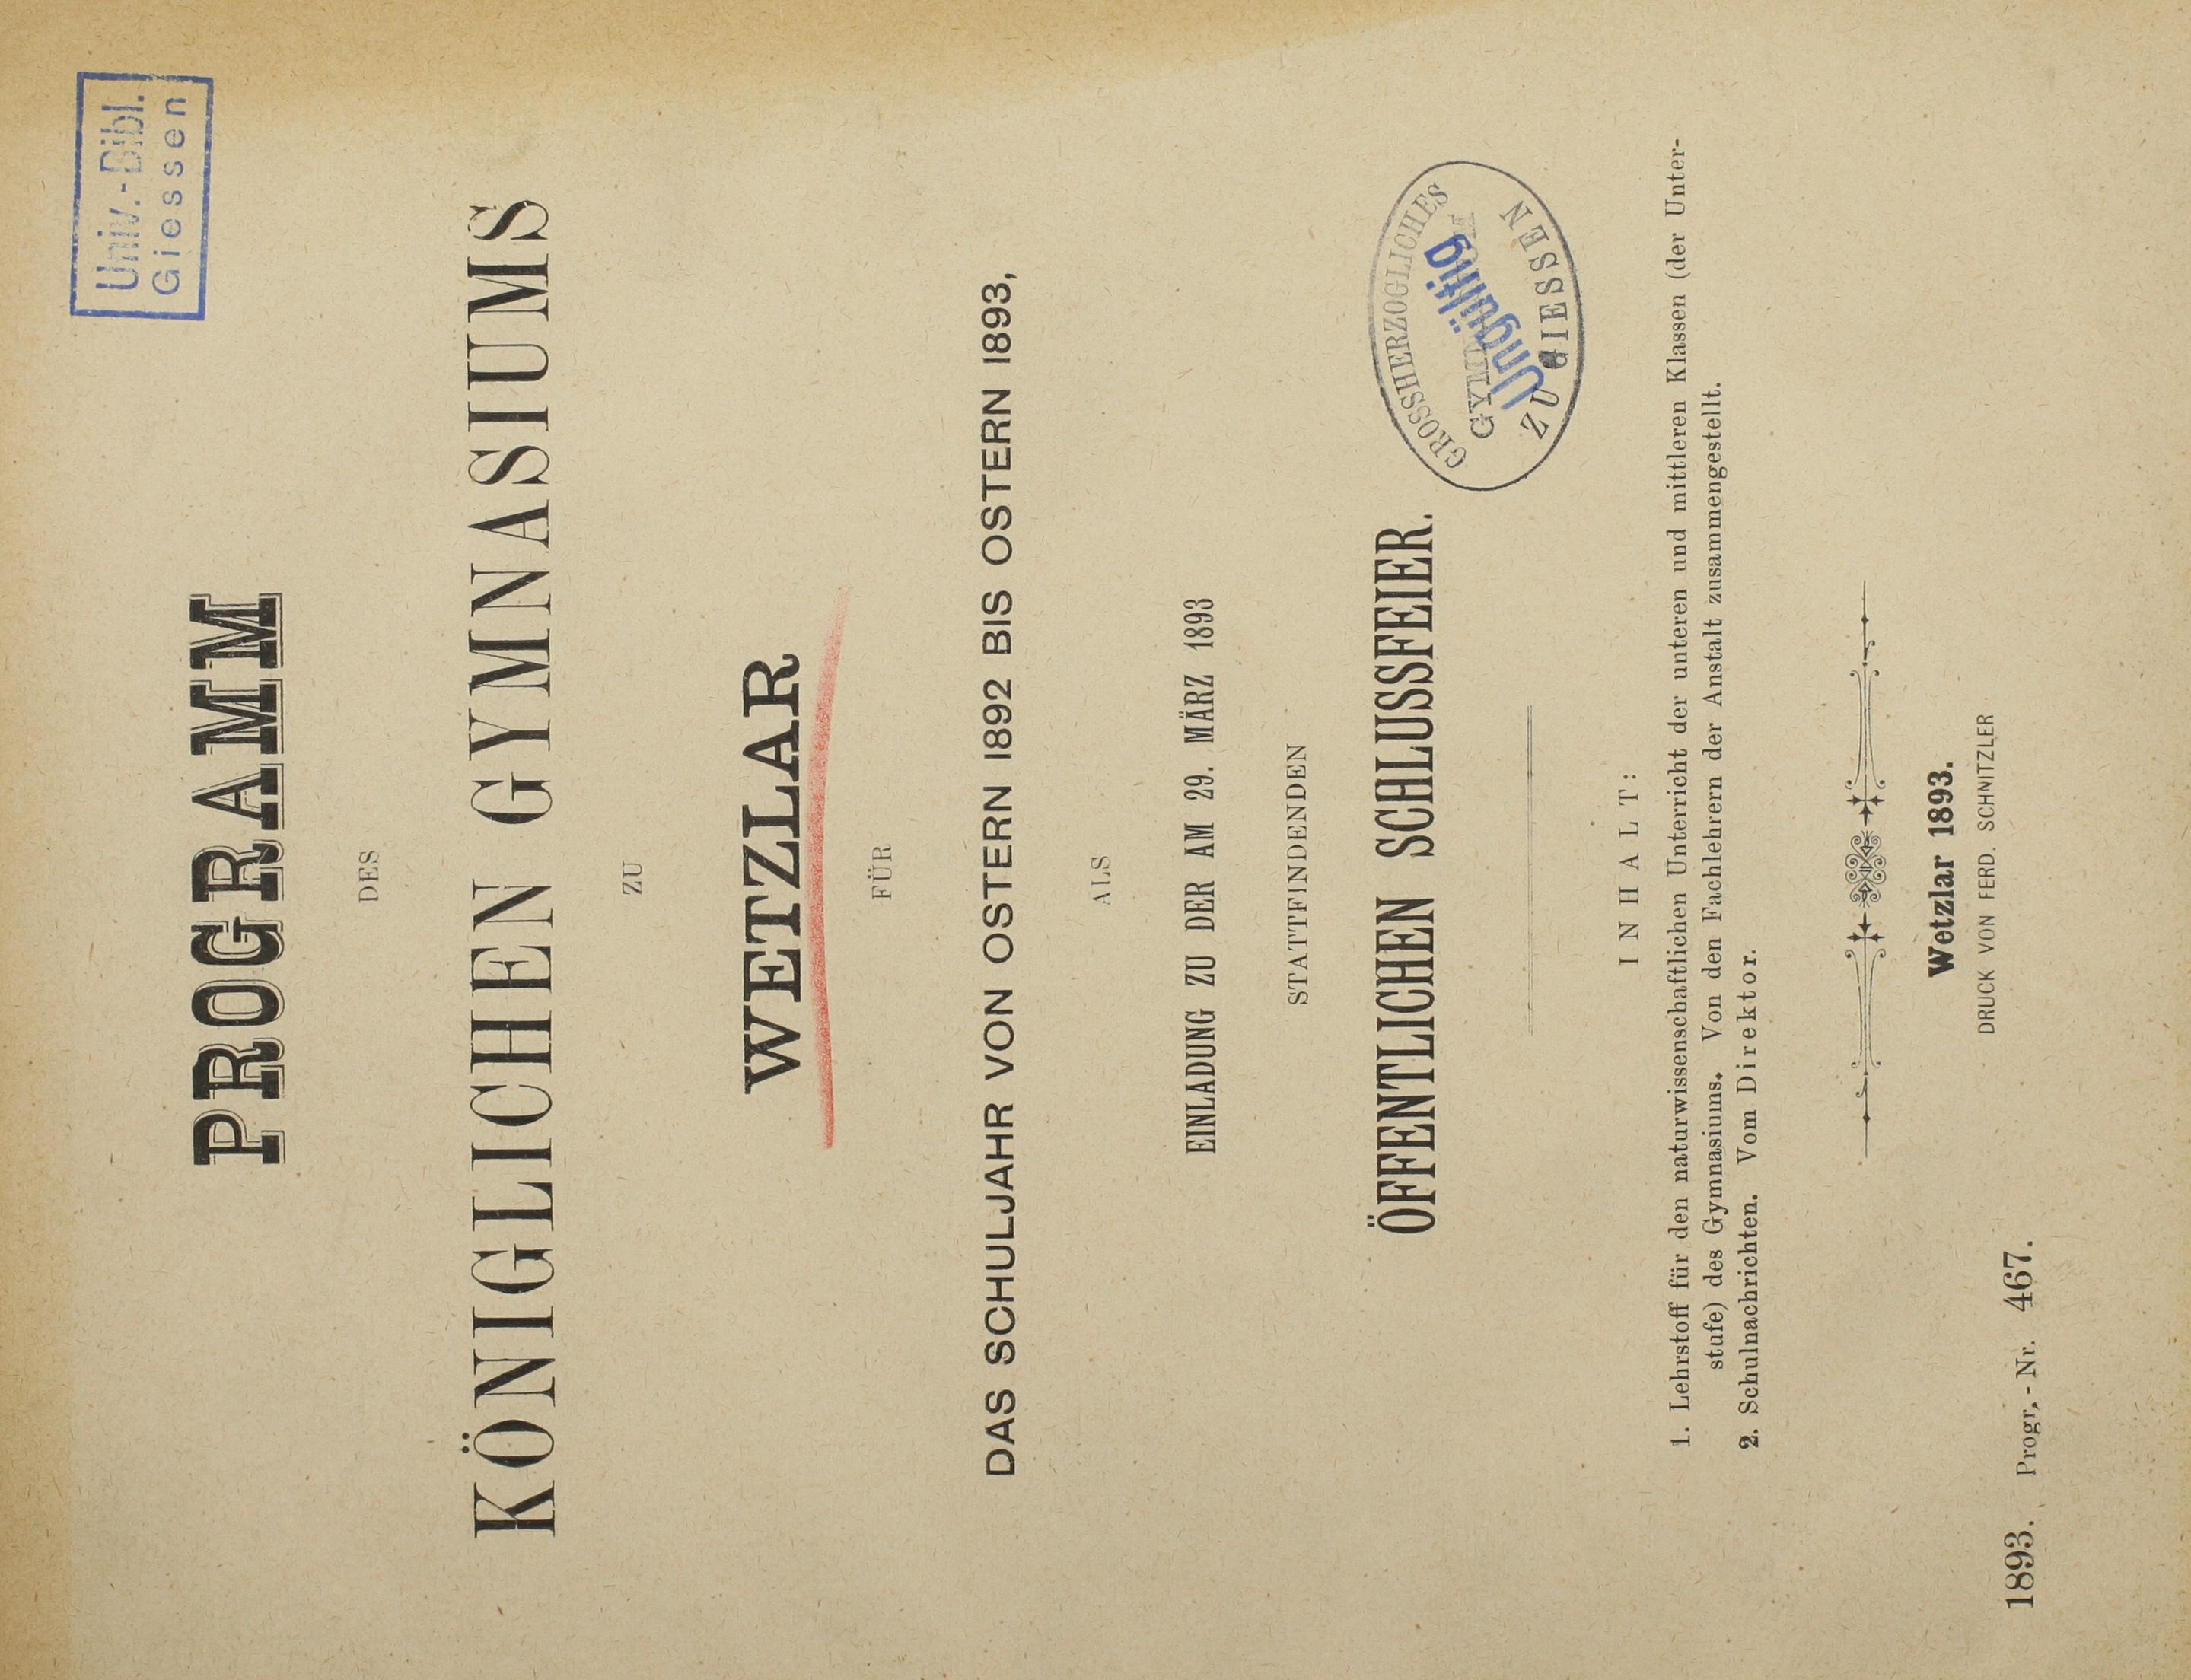 Univ.-Bibl.
Giessen
PROGRAMM
DES
KÖNIGLICHEN GYMNASIUMS
ZU
WETZLAR
FÜR
DAS SCHULJAHR VON OSTERN 1892 BIS OSTERN 1893,
ALS
EINLADUNG ZU DER AM 29. MÄRZ 1893
STATTFINDENDEN
ÖFFENTLICHEN SCHLUSSFEIER.
GROSSHERZOGLICHES
Ungültig
ZU GIESSEN
INHALT:
1. Lehrstoff für den naturwissenschaftlichen Unterricht der unteren und mittleren Klassen (der Unter-
stufe) des Gymnasiums. Von den Fachlehrern der Anstalt zusammengestellt.
2. Schulnachrichten. Vom Direktor.
Wetzlar 1893.
DRUCK VON FERD. SCHNITZLER
1893. Progr.-Nr. 467.